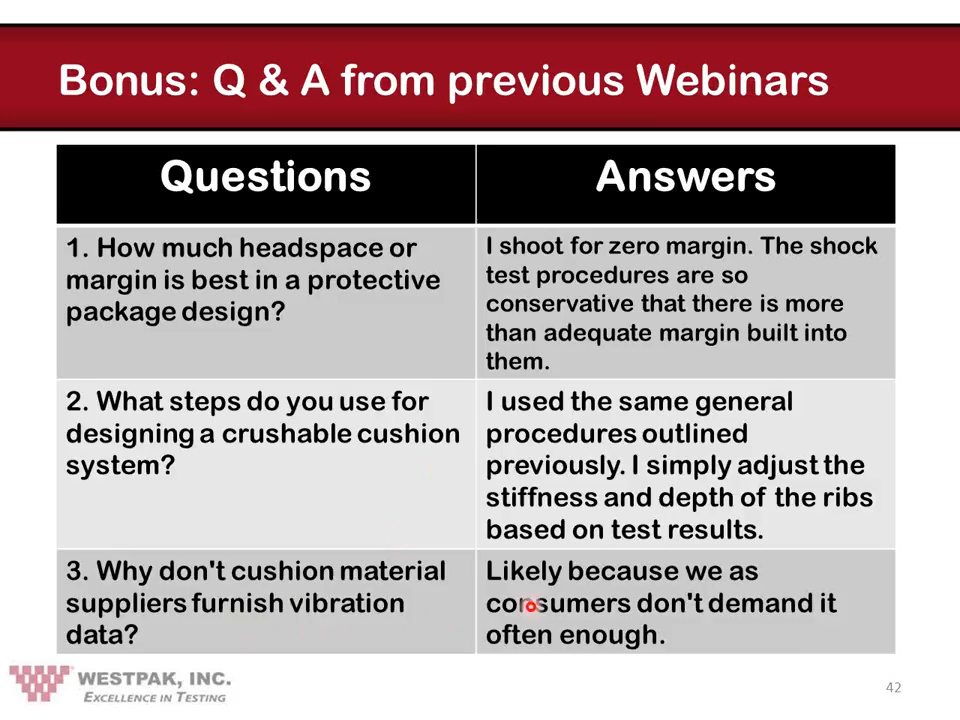 Bonus: Q & A from previous Webinars
Questions
Answers
1. How much headspace or
margin is best in a protective
package design?
I shoot for zero margin. The shock
test procedures are so
conservative that there is more
than adequate margin built into
them.
2. What steps do you use for
designing a crushable cushion
system?
I used the same general
procedures outlined
previously. I simply adjust the
stiffness and depth of the ribs
based on test results.
3. Why don't cushion material
suppliers furnish vibration
data?
Likely because we as
consumers don't demand it
often enough.
WESTPAK, INC.
EXCELLENCE IN TESTING
42